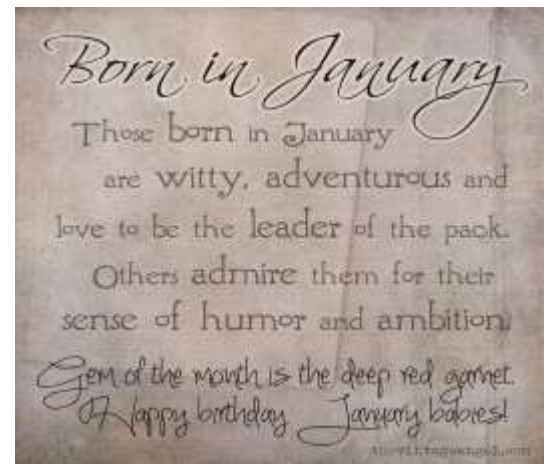 Born in January
Those born in January
are witty, adventurous and
love to be the leader of the pack.
Others admire them for their
sense of humor and ambition.
Gem of the month is the deep red garnet.
Happy birthday January babies!
thevintageangel.com